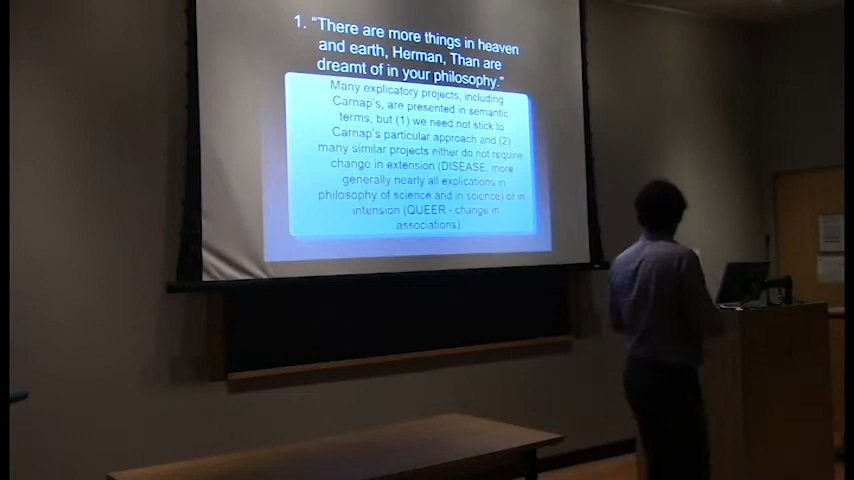 1. “There are more things in heaven
and earth, Herman, Than are
dreamt of in your philosophy.”
Many explicatory projects, including
Carnap's, are presented in semantic
terms, but (1) we need not stick to
Carnap's particular approach and (2)
many similar projects either do not require
change in extension (DISEASE, more
generally nearly all explications in
philosophy of science and in science) or in
intension (QUEER - change in
associations)